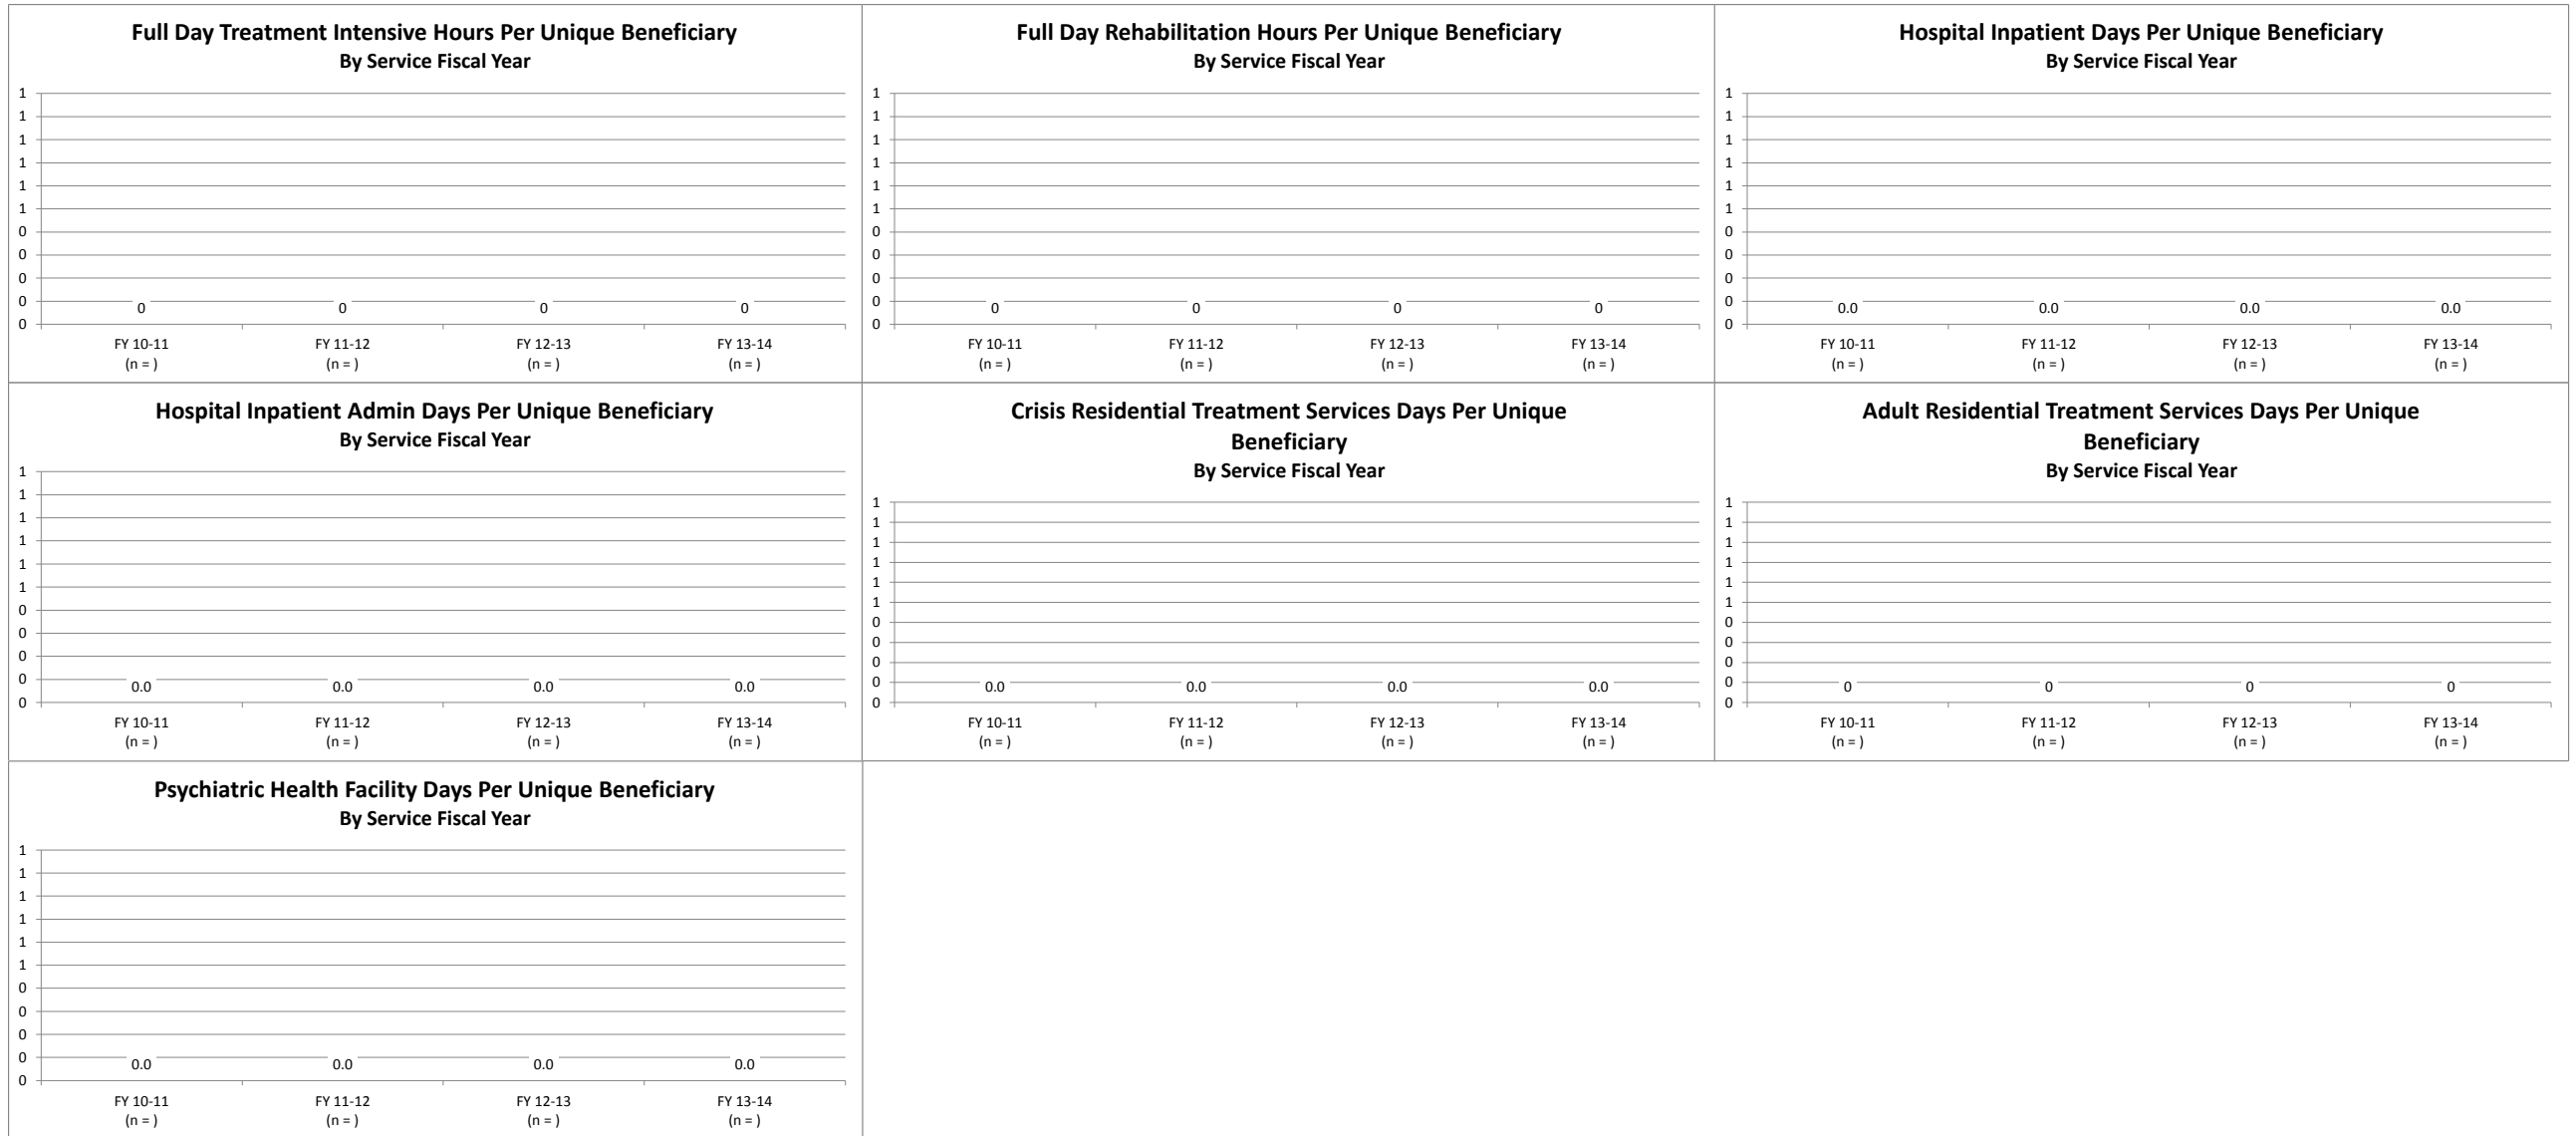 Full Day Treatment Intensive Hours Per Unique Beneficiary
By Service Fiscal Year
1
1
1
1
1
1
0
0
0
0
0
0 0 0 0
FY 10-11 FY 11-12 FY 12-13 FY 13-14
(n = ) (n = ) (n = ) (n = )
Full Day Rehabilitation Hours Per Unique Beneficiary
By Service Fiscal Year
1
1
1
1
1
1
0
0
0
0
0
0 0 0 0
FY 10-11 FY 11-12 FY 12-13 FY 13-14
(n = ) (n = ) (n = ) (n = )
Hospital Inpatient Days Per Unique Beneficiary
By Service Fiscal Year
1
1
1
1
1
1
0
0
0
0
0
0.0 0.0 0.0 0.0
FY 10-11 FY 11-12 FY 12-13 FY 13-14
(n = ) (n = ) (n = ) (n = )
Hospital Inpatient Admin Days Per Unique Beneficiary
By Service Fiscal Year
1
1
1
1
1
1
0
0
0
0
0
0.0 0.0 0.0 0.0
FY 10-11 FY 11-12 FY 12-13 FY 13-14
(n = ) (n = ) (n = ) (n = )
Crisis Residential Treatment Services Days Per Unique
Beneficiary
By Service Fiscal Year
1
1
1
1
1
1
0
0
0
0
0
0.0 0.0 0.0 0.0
FY 10-11 FY 11-12 FY 12-13 FY 13-14
(n = ) (n = ) (n = ) (n = )
Adult Residential Treatment Services Days Per Unique
Beneficiary
By Service Fiscal Year
1
1
1
1
1
1
0
0
0
0
0
0 0 0 0
FY 10-11 FY 11-12 FY 12-13 FY 13-14
(n = ) (n = ) (n = ) (n = )
Psychiatric Health Facility Days Per Unique Beneficiary
By Service Fiscal Year
1
1
1
1
1
1
0
0
0
0
0
0.0 0.0 0.0 0.0
FY 10-11 FY 11-12 FY 12-13 FY 13-14
(n = ) (n = ) (n = ) (n = )